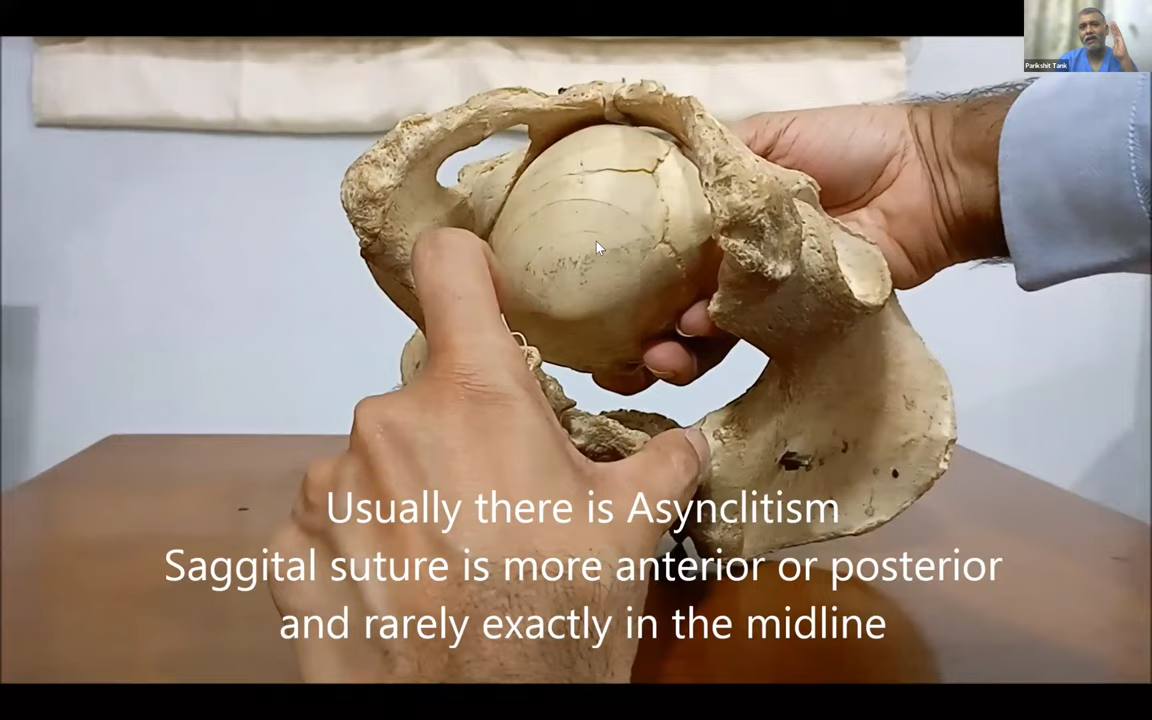 Parikshit Tank
Usually there is Asynclitism
Saggital suture is more anterior or posterior
and rarely exactly in the midline